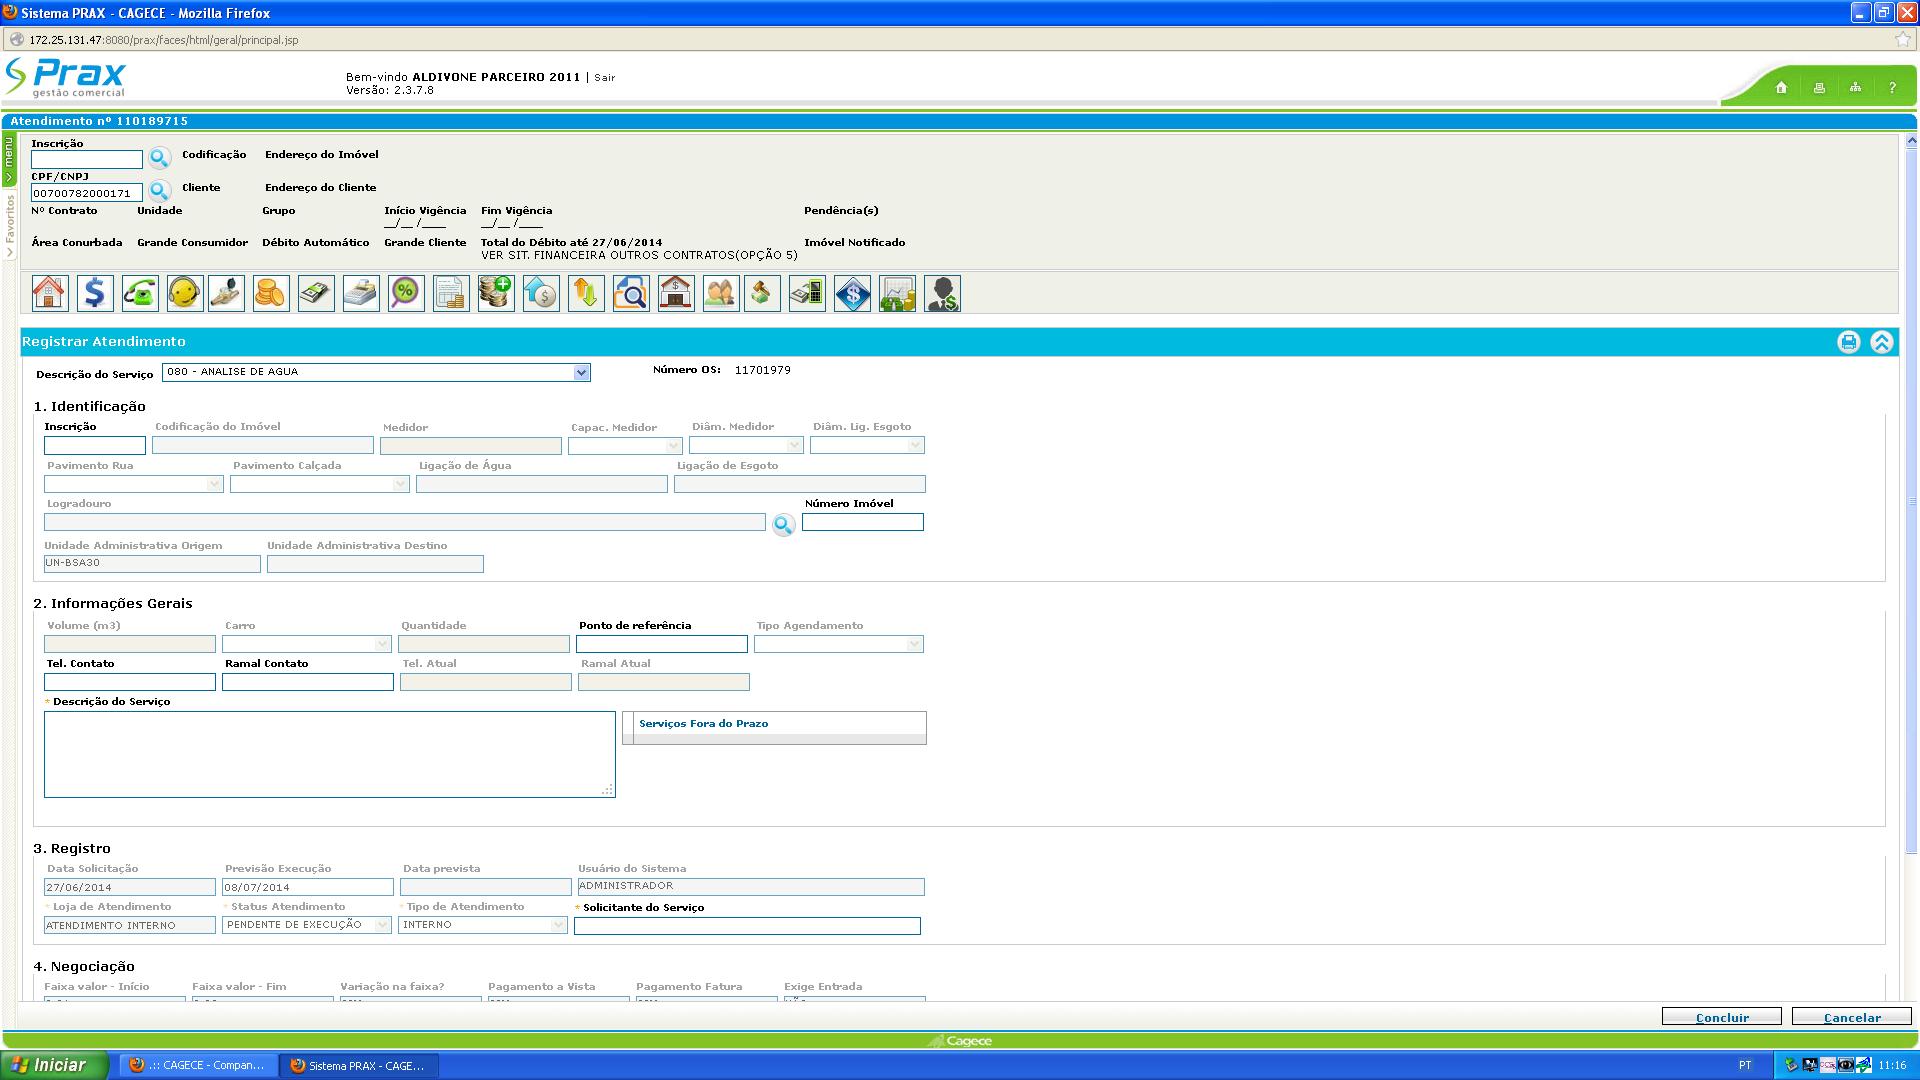 Sistema PRAX - CAGECE - Mozilla Firefox
172.25.131.47:8080/prax/faces/html/geral/principal.jsp
Prax
gestão comercial
Bem-vindo ALDIVONE PARCEIRO 2011 | Sair
Versão: 2.3.7.8
?
Atendimento nº 110189715
> menu
> Favoritos
Inscrição
Codificação Endereço do Imóvel
CPF/CNPJ
00700782000171 Cliente Endereço do Cliente
Nº Contrato Unidade Grupo Início Vigência Fim Vigência Pendência(s)
__/__ /____ __/__ /____
Área Conurbada Grande Consumidor Débito Automático Grande Cliente Total do Débito até 27/06/2014 Imóvel Notificado
VER SIT. FINANCEIRA OUTROS CONTRATOS(OPÇÃO 5)
Registrar Atendimento
Descrição do Serviço 080 - ANALISE DE AGUA Número OS: 11701979
1. Identificação
Inscrição Codificação do Imóvel Medidor Capac. Medidor Diâm. Medidor Diâm. Lig. Esgoto
Pavimento Rua Pavimento Calçada Ligação de Água Ligação de Esgoto
Logradouro Número Imóvel
Unidade Administrativa Origem Unidade Administrativa Destino
UN-BSA30
2. Informações Gerais
Volume (m3) Carro Quantidade Ponto de referência Tipo Agendamento
Tel. Contato Ramal Contato Tel. Atual Ramal Atual
* Descrição do Serviço
Serviços Fora do Prazo
3. Registro
Data Solicitação Previsão Execução Data prevista Usuário do Sistema
27/06/2014 08/07/2014 ADMINISTRADOR
* Loja de Atendimento * Status Atendimento * Tipo de Atendimento * Solicitante do Serviço
ATENDIMENTO INTERNO PENDENTE DE EXECUÇÃO INTERNO
4. Negociação
Faixa valor - Início Faixa valor - Fim Variação na faixa? Pagamento a Vista Pagamento Fatura Exige Entrada
Concluir Cancelar
Cagece
Iniciar .:: CAGECE - Compan... Sistema PRAX - CAGE... PT 11:16